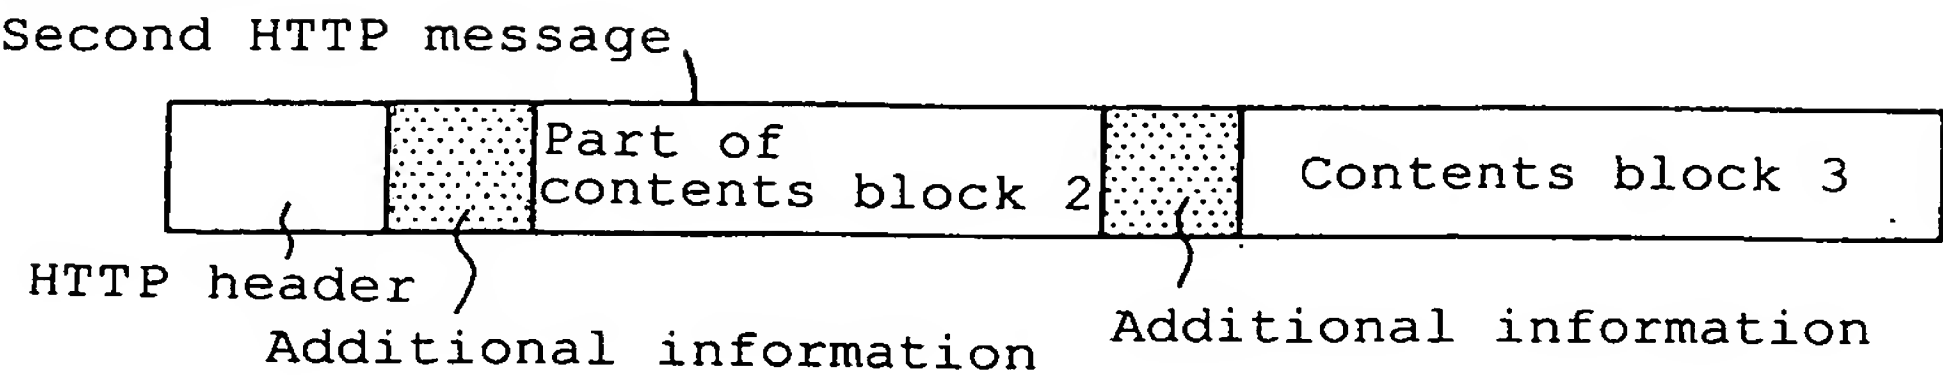 Second HTTP message
Part of
contents block 2
Contents block 3
HTTP header
Additional information
Additional information